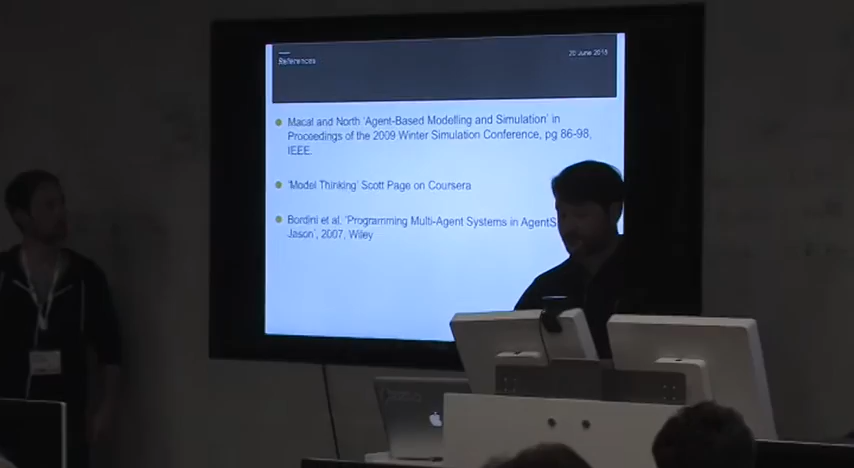 References
20 June 2015
Macal and North 'Agent-Based Modelling and Simulation' in
Proceedings of the 2009 Winter Simulation Conference, pg 86-98,
IEEE.
'Model Thinking' Scott Page on Coursera
Bordini et al. 'Programming Multi-Agent Systems in AgentS
Jason', 2007, Wiley